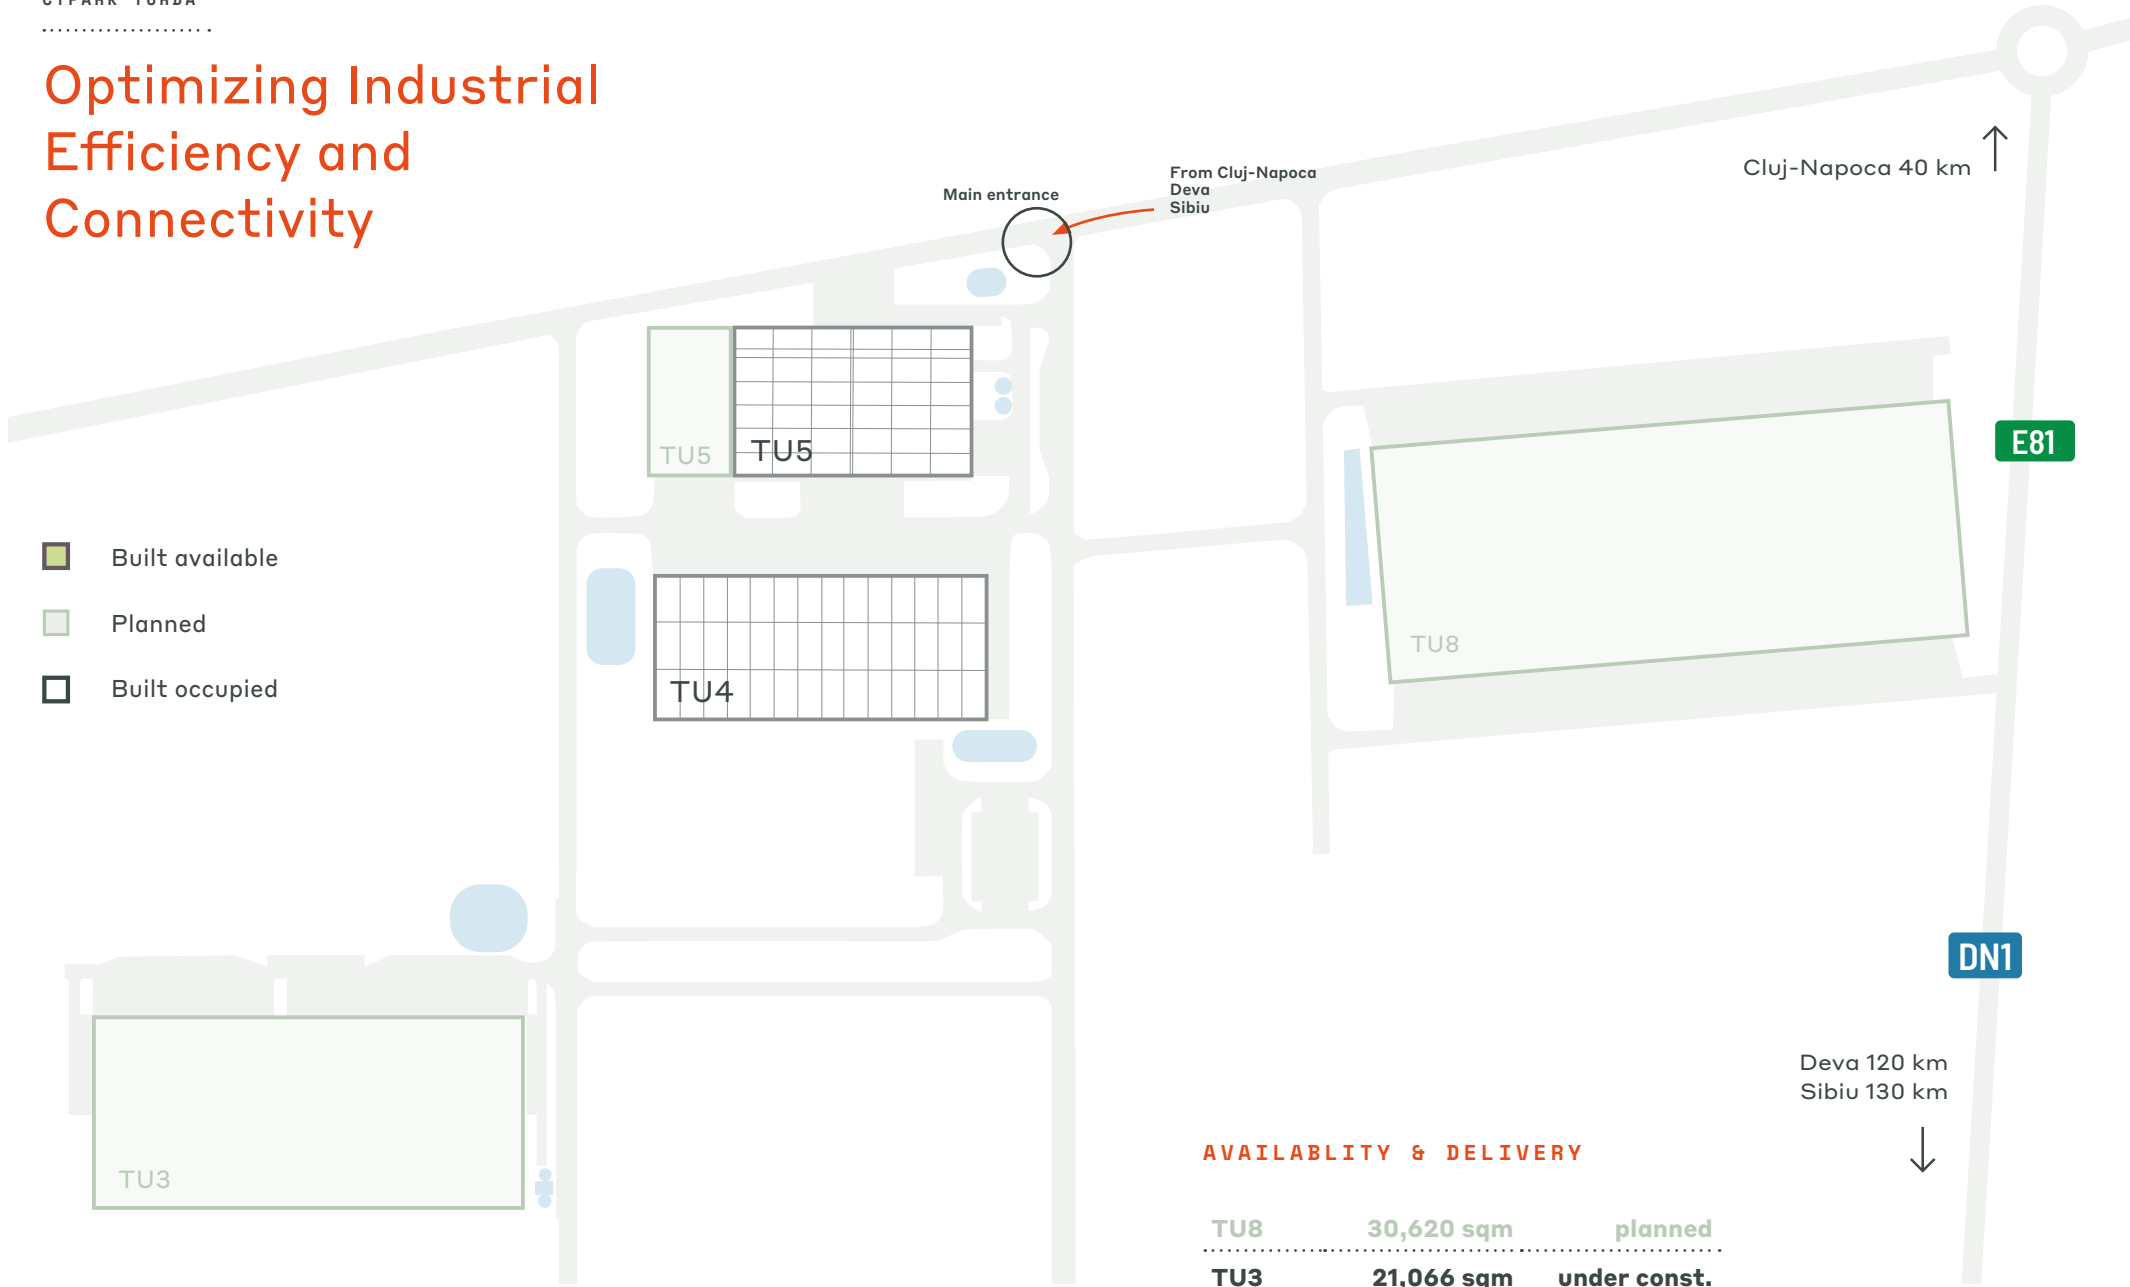 CTPARK TURDA
Optimizing Industrial
Efficiency and
Connectivity
Main entrance
From Cluj-Napoca
Deva
Sibiu
Cluj-Napoca 40 km
TU5
TU5
E81
Built available
Planned
Built occupied
TU8
TU4
DN1
Deva 120 km
Sibiu 130 km
TU3
AVAILABLITY & DELIVERY
TU8 30,620 sqm planned
TU3 21,066 sqm under const.